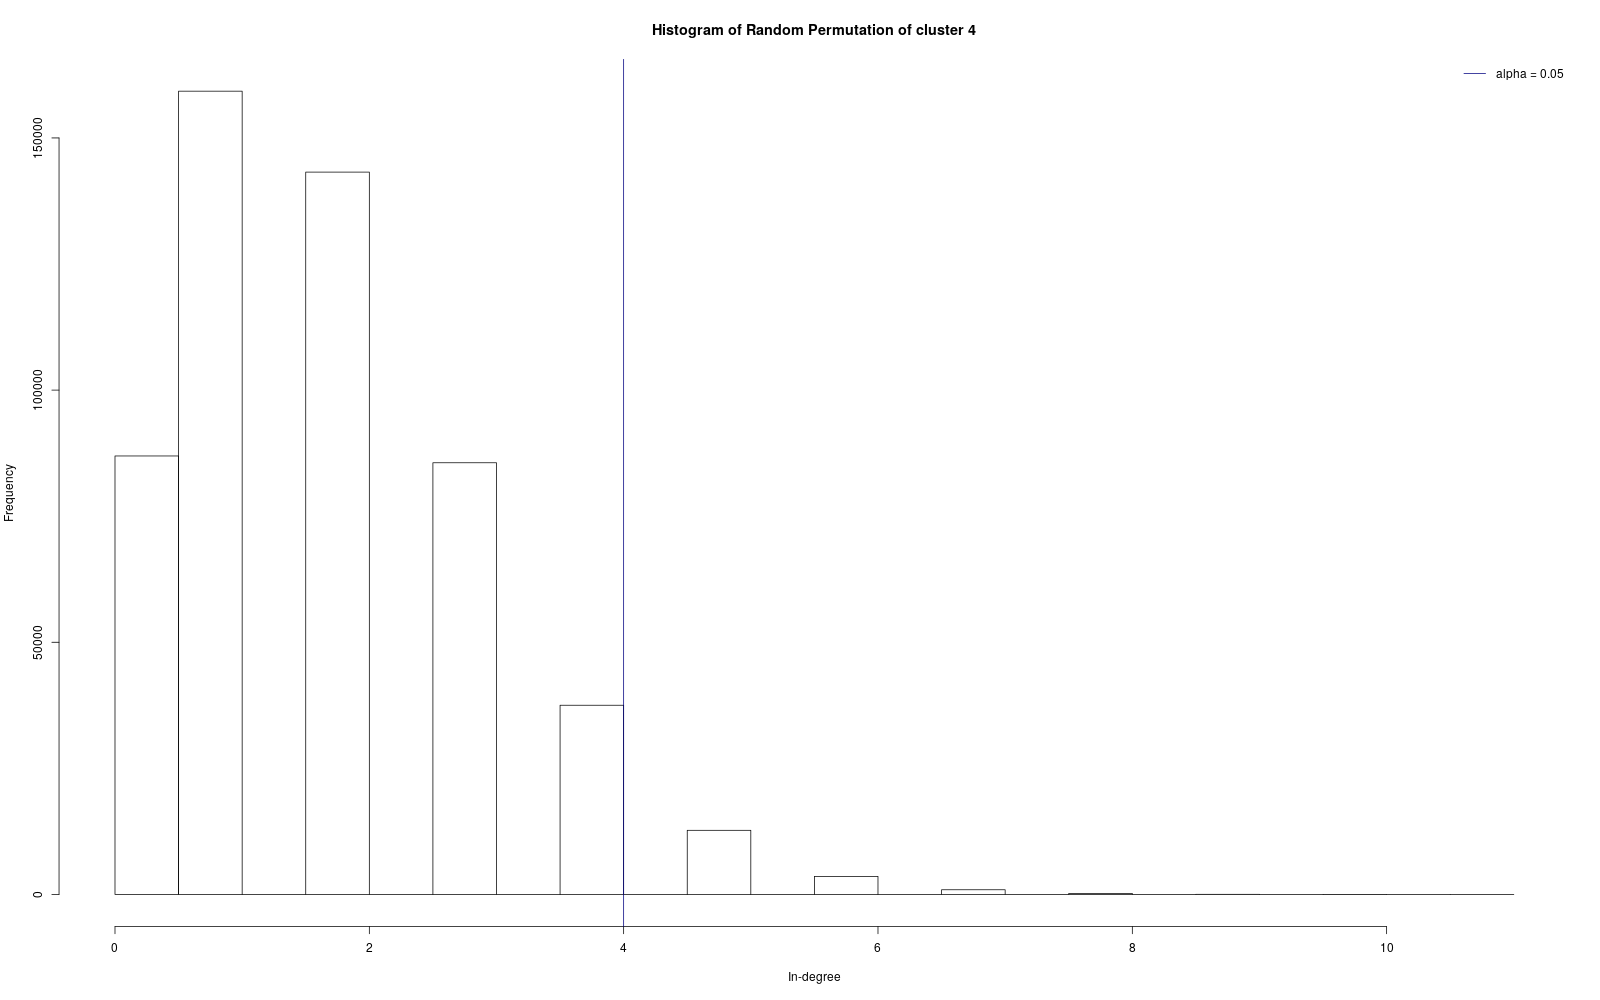 Histogram of Random Permutation of cluster 4
alpha = 0.05
150000
100000
50000
0
Frequency
0 2 4 6 8 10
In-degree